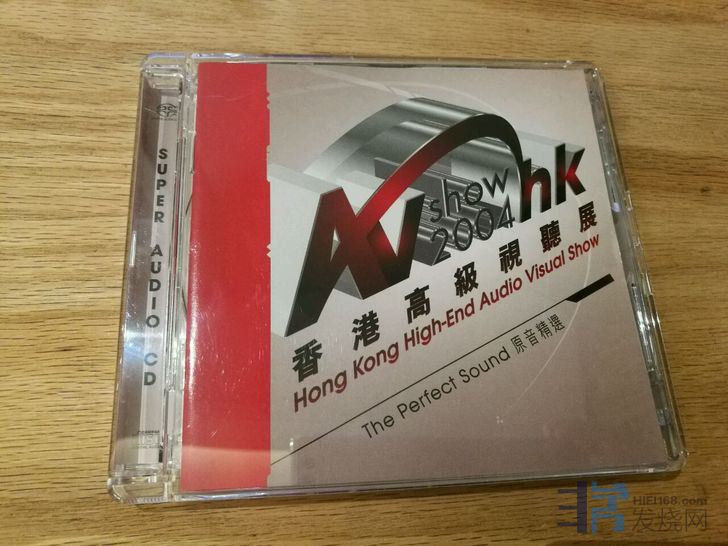 SUPER AUDIO CD
AV show hk
2004
香港高級視聽展
Hong Kong High-End Audio Visual Show
The Perfect Sound 原音精選
HIFI168.com
发烧网